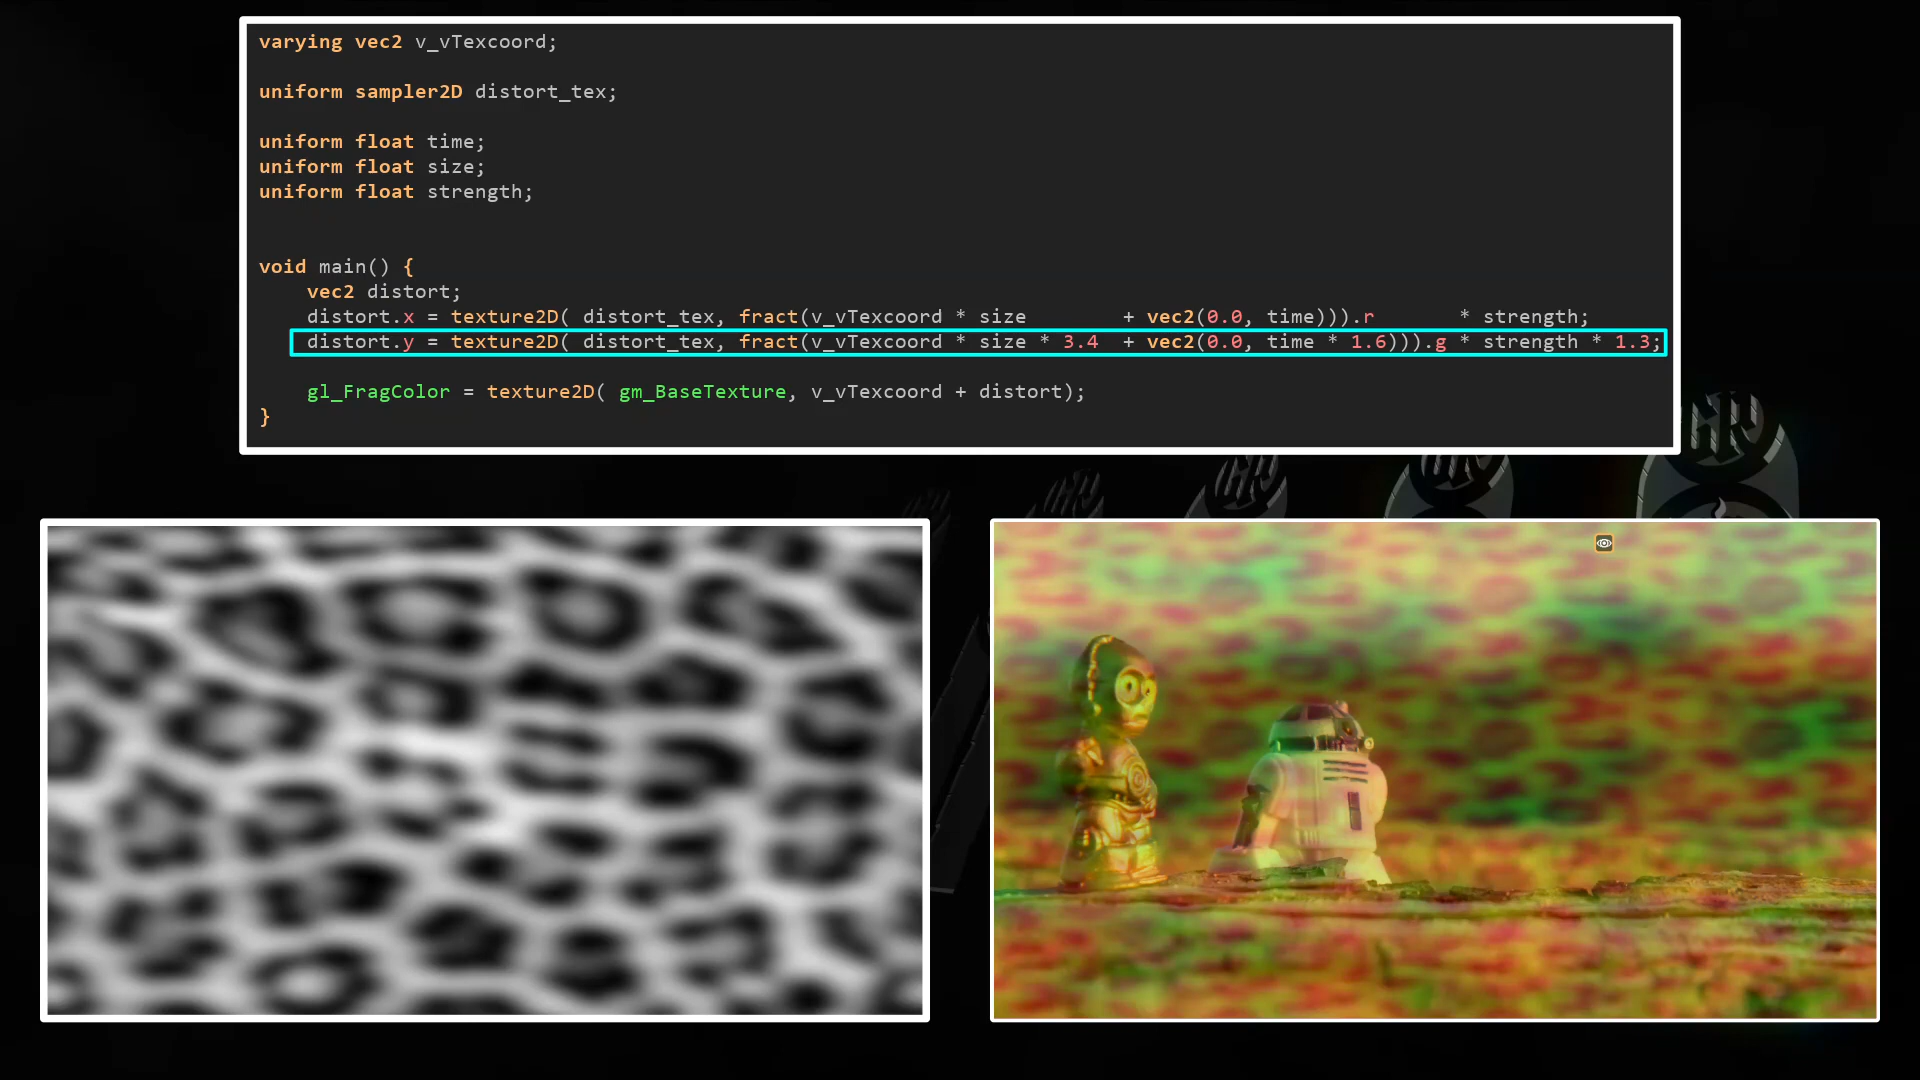 varying vec2 v_vTexcoord;
uniform sampler2D distort_tex;
uniform float time;
uniform float size;
uniform float strength;
void main() {
vec2 distort;
distort.x = texture2D( distort_tex, fract(v_vTexcoord * size + vec2(0.0, time))).r * strength;
distort.y = texture2D( distort_tex, fract(v_vTexcoord * size * 3.4 + vec2(0.0, time * 1.6))).g * strength * 1.3;
gl_FragColor = texture2D( gm_BaseTexture, v_vTexcoord + distort);
}